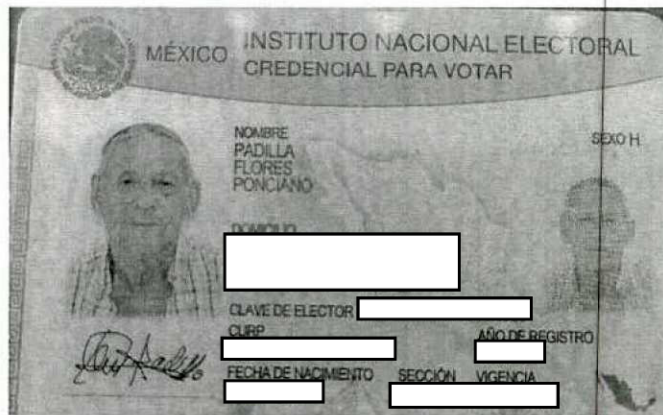 MÉXICO INSTITUTO NACIONAL ELECTORAL
CREDENCIAL PARA VOTAR
NOMBRE
PADILLA
FLORES
PONCIANO
SEXO H
DOMICILIO
CLAVE DE ELECTOR
CURP
AÑO DE REGISTRO
FECHA DE NACIMIENTO SECCIÓN VIGENCIA